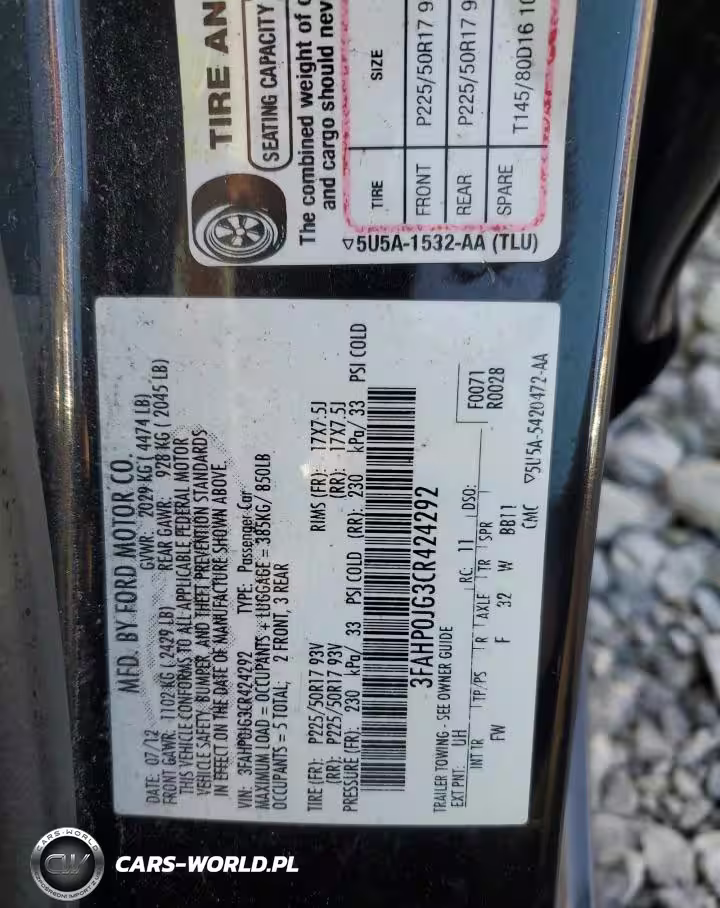 TIRE AN
SEATING CAPACITY
The combined weight of
and cargo should nev
TIRE SIZE
FRONT P225/50R17 9
REAR P225/50R17 9
SPARE T145/80D16 10
▽5U5A-1532-AA (TLU)
MFD. BY FORD MOTOR CO.
DATE: 07/12 GVWR: 2029 KG ( 4474 LB)
FRONT GAWR: 1102 KG ( 2429 LB) REAR GAWR: 928 KG ( 2045 LB)
THIS VEHICLE CONFORMS TO ALL APPLICABLE FEDERAL MOTOR
VEHICLE SAFETY, BUMPER, AND THEFT PREVENTION STANDARDS
IN EFFECT ON THE DATE OF MANUFACTURE SHOWN ABOVE.
VIN: 3FAHP0JG3CR424292 TYPE: Passenger Car
MAXIMUM LOAD = OCCUPANTS + LUGGAGE = 385KG/ 850LB
OCCUPANTS = 5 TOTAL; 2 FRONT, 3 REAR
TIRE (FR): P225/50R17 93V RIMS (FR): 17X7.5J
(RR): P225/50R17 93V (RR): 17X7.5J
PRESSURE (FR): 230 kPa/ 33 PSI COLD (RR): 230 kPa/ 33 PSI COLD
3FAHP0JG3CR424292
TRAILER TOWING - SEE OWNER GUIDE
EXT PNT: UH RC: 11 DSO: F0071
R0028
INT TR TP/PS R AXLE TR SPR
FW F 32 W BB11
CMC ▽5U5A-5420472-AA
CARS-WORLD
CW
CARS-WORLD.PL